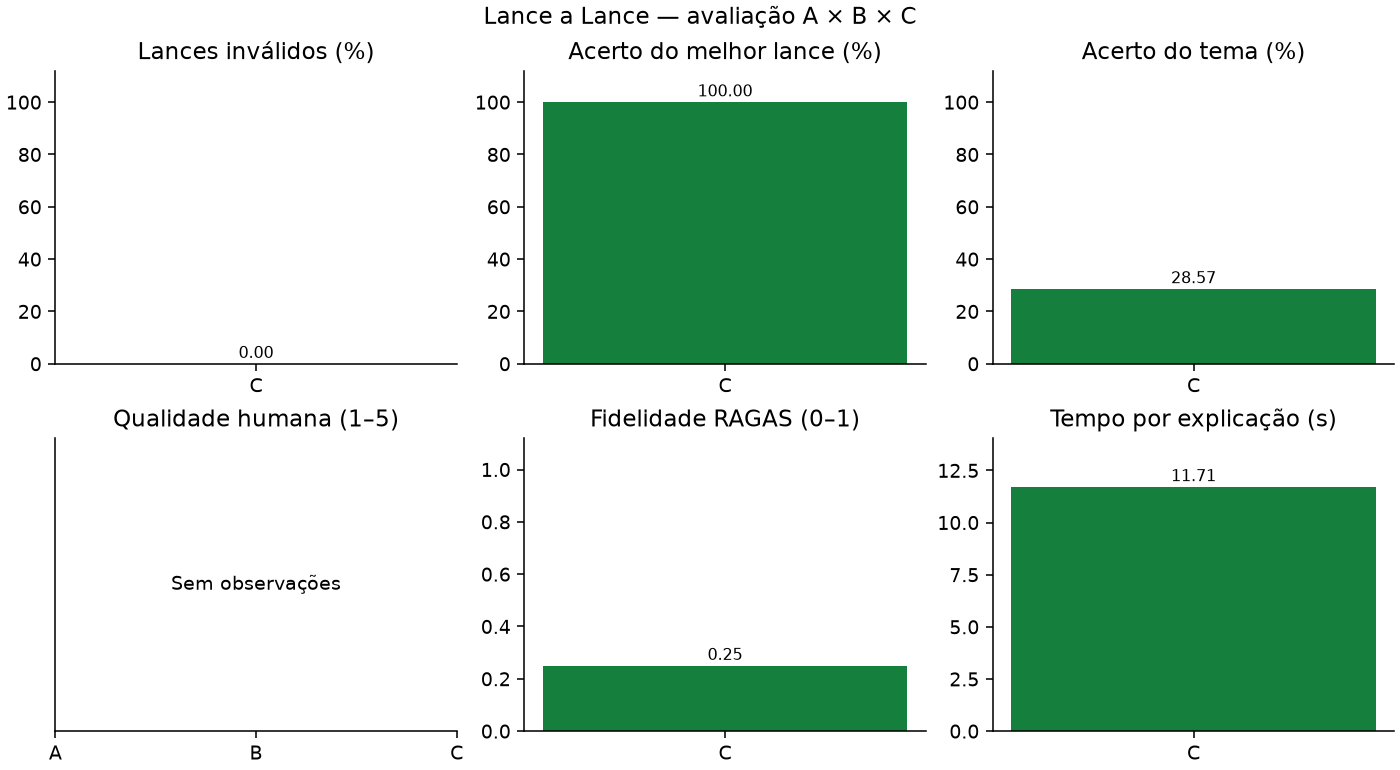 Lance a Lance — avaliação A × B × C
Lances inválidos (%)
100
80
60
40
20
0
0.00
C
Acerto do melhor lance (%)
100
80
60
40
20
0
100.00
C
Acerto do tema (%)
100
80
60
40
20
0
28.57
C
Qualidade humana (1–5)
Sem observações
A
B
C
Fidelidade RAGAS (0–1)
1.0
0.8
0.6
0.4
0.2
0.0
0.25
C
Tempo por explicação (s)
12.5
10.0
7.5
5.0
2.5
0.0
11.71
C